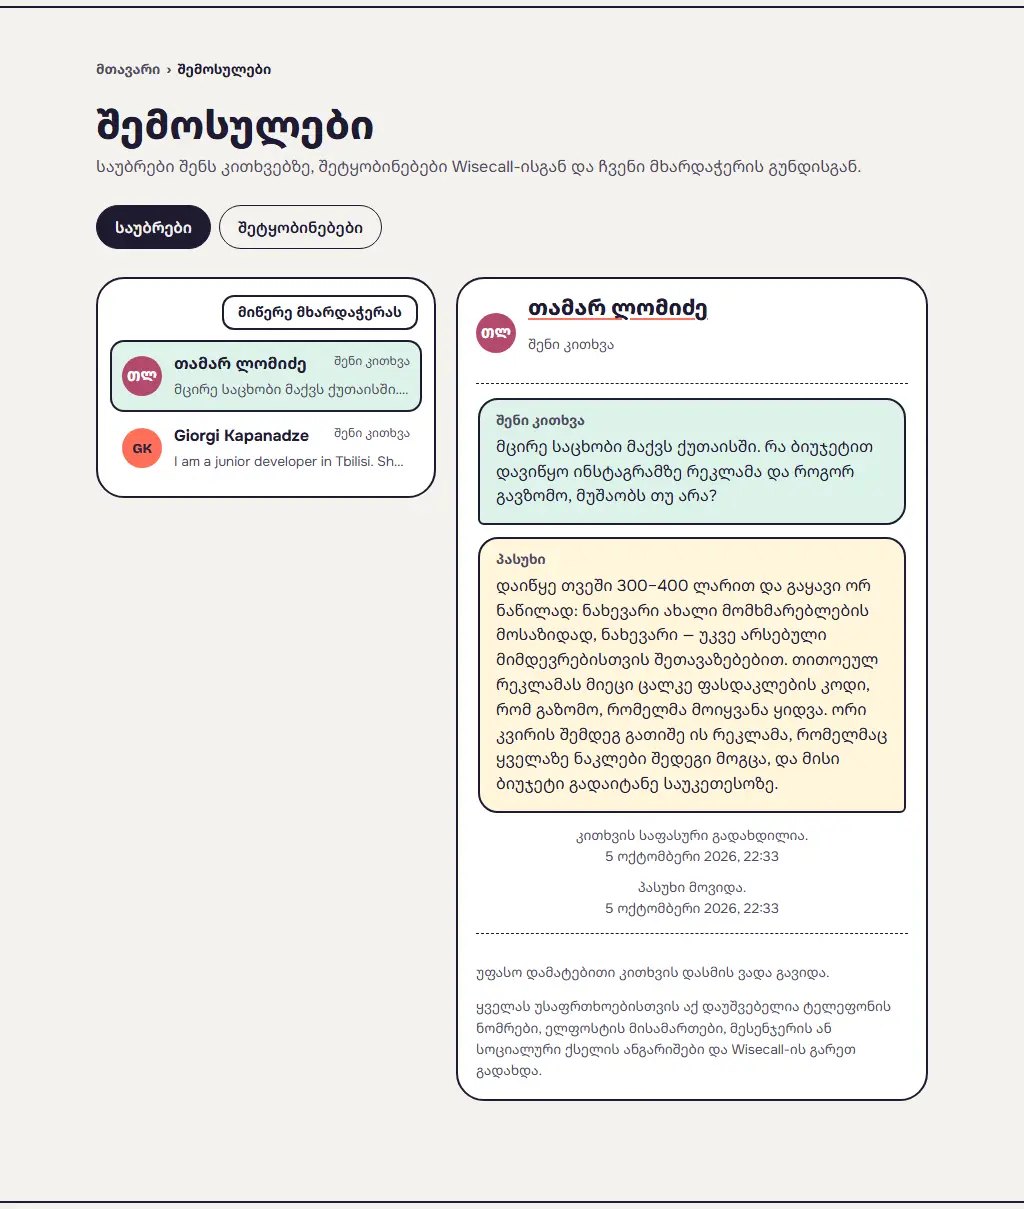 მთავარი › შემოსულები
შემოსულები
საუბრები შენს კითხვებზე, შეტყობინებები Wisecall-ისგან და ჩვენი მხარდაჭერის გუნდისგან.
საუბრები
შეტყობინებები
მიწერე მხარდაჭერას
თლ
თამარ ლომიძე
შენი კითხვა
მცირე საცხობი მაქვს ქუთაისში....
GK
Giorgi Kapanadze
შენი კითხვა
I am a junior developer in Tbilisi. Sh...
თლ
თამარ ლომიძე
შენი კითხვა
შენი კითხვა
მცირე საცხობი მაქვს ქუთაისში. რა ბიუჯეტით
დავიწყო ინსტაგრამზე რეკლამა და როგორ
გავზომო, მუშაობს თუ არა?
პასუხი
დაიწყე თვეში 300–400 ლარით და გაყავი ორ
ნაწილად: ნახევარი ახალი მომხმარებლების
მოსაზიდად, ნახევარი — უკვე არსებული
მიმდევრებისთვის შეთავაზებებით. თითოეულ
რეკლამას მიეცი ცალკე ფასდაკლების კოდი,
რომ გაზომო, რომელმა მოიყვანა ყიდვა. ორი
კვირის შემდეგ გათიშე ის რეკლამა, რომელმაც
ყველაზე ნაკლები შედეგი მოგცა, და მისი
ბიუჯეტი გადაიტანე საუკეთესოზე.
კითხვის საფასური გადახდილია.
5 ოქტომბერი 2026, 22:33
პასუხი მოვიდა.
5 ოქტომბერი 2026, 22:33
უფასო დამატებითი კითხვის დასმის ვადა გავიდა.
ყველას უსაფრთხოებისთვის აქ დაუშვებელია ტელეფონის
ნომრები, ელფოსტის მისამართები, მესენჯერის ან
სოციალური ქსელის ანგარიშები და Wisecall-ის გარეთ
გადახდა.